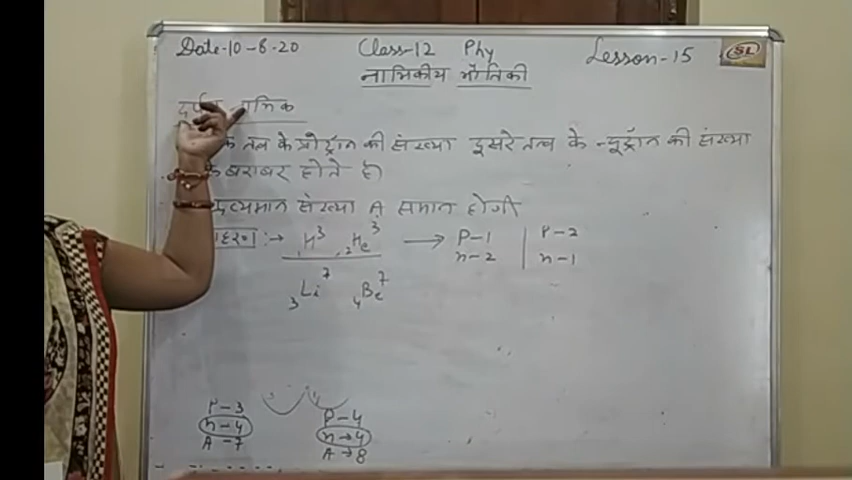 Date-10-8-20 Class-12 Phy Lesson-15
SL
नाभिकीय भौतिकी
तत्व के प्रोट्रॉन की संख्या दूसरे तत्व के न्यूट्रॉन की संख्या
के बराबर होते है।
द्रव्यमान संख्या A समान होगी
:→ ₁H³ ₂He³ → P-1 | P-2
n-2 | n-1
₃Li⁷ ₄Be⁷
P-3 P-4
n-4 n→4
A-7 A→8